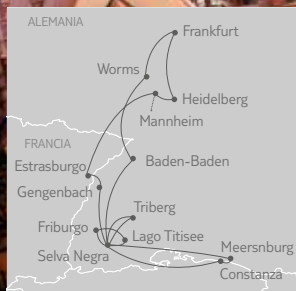 ALEMANIA
Frankfurt
Worms
Heidelberg
Mannheim
FRANCIA
Baden-Baden
Estrasburgo
Gengenbach
Triberg
Friburgo
Lago Titisee
Selva Negra
Meersnburg
Constanza